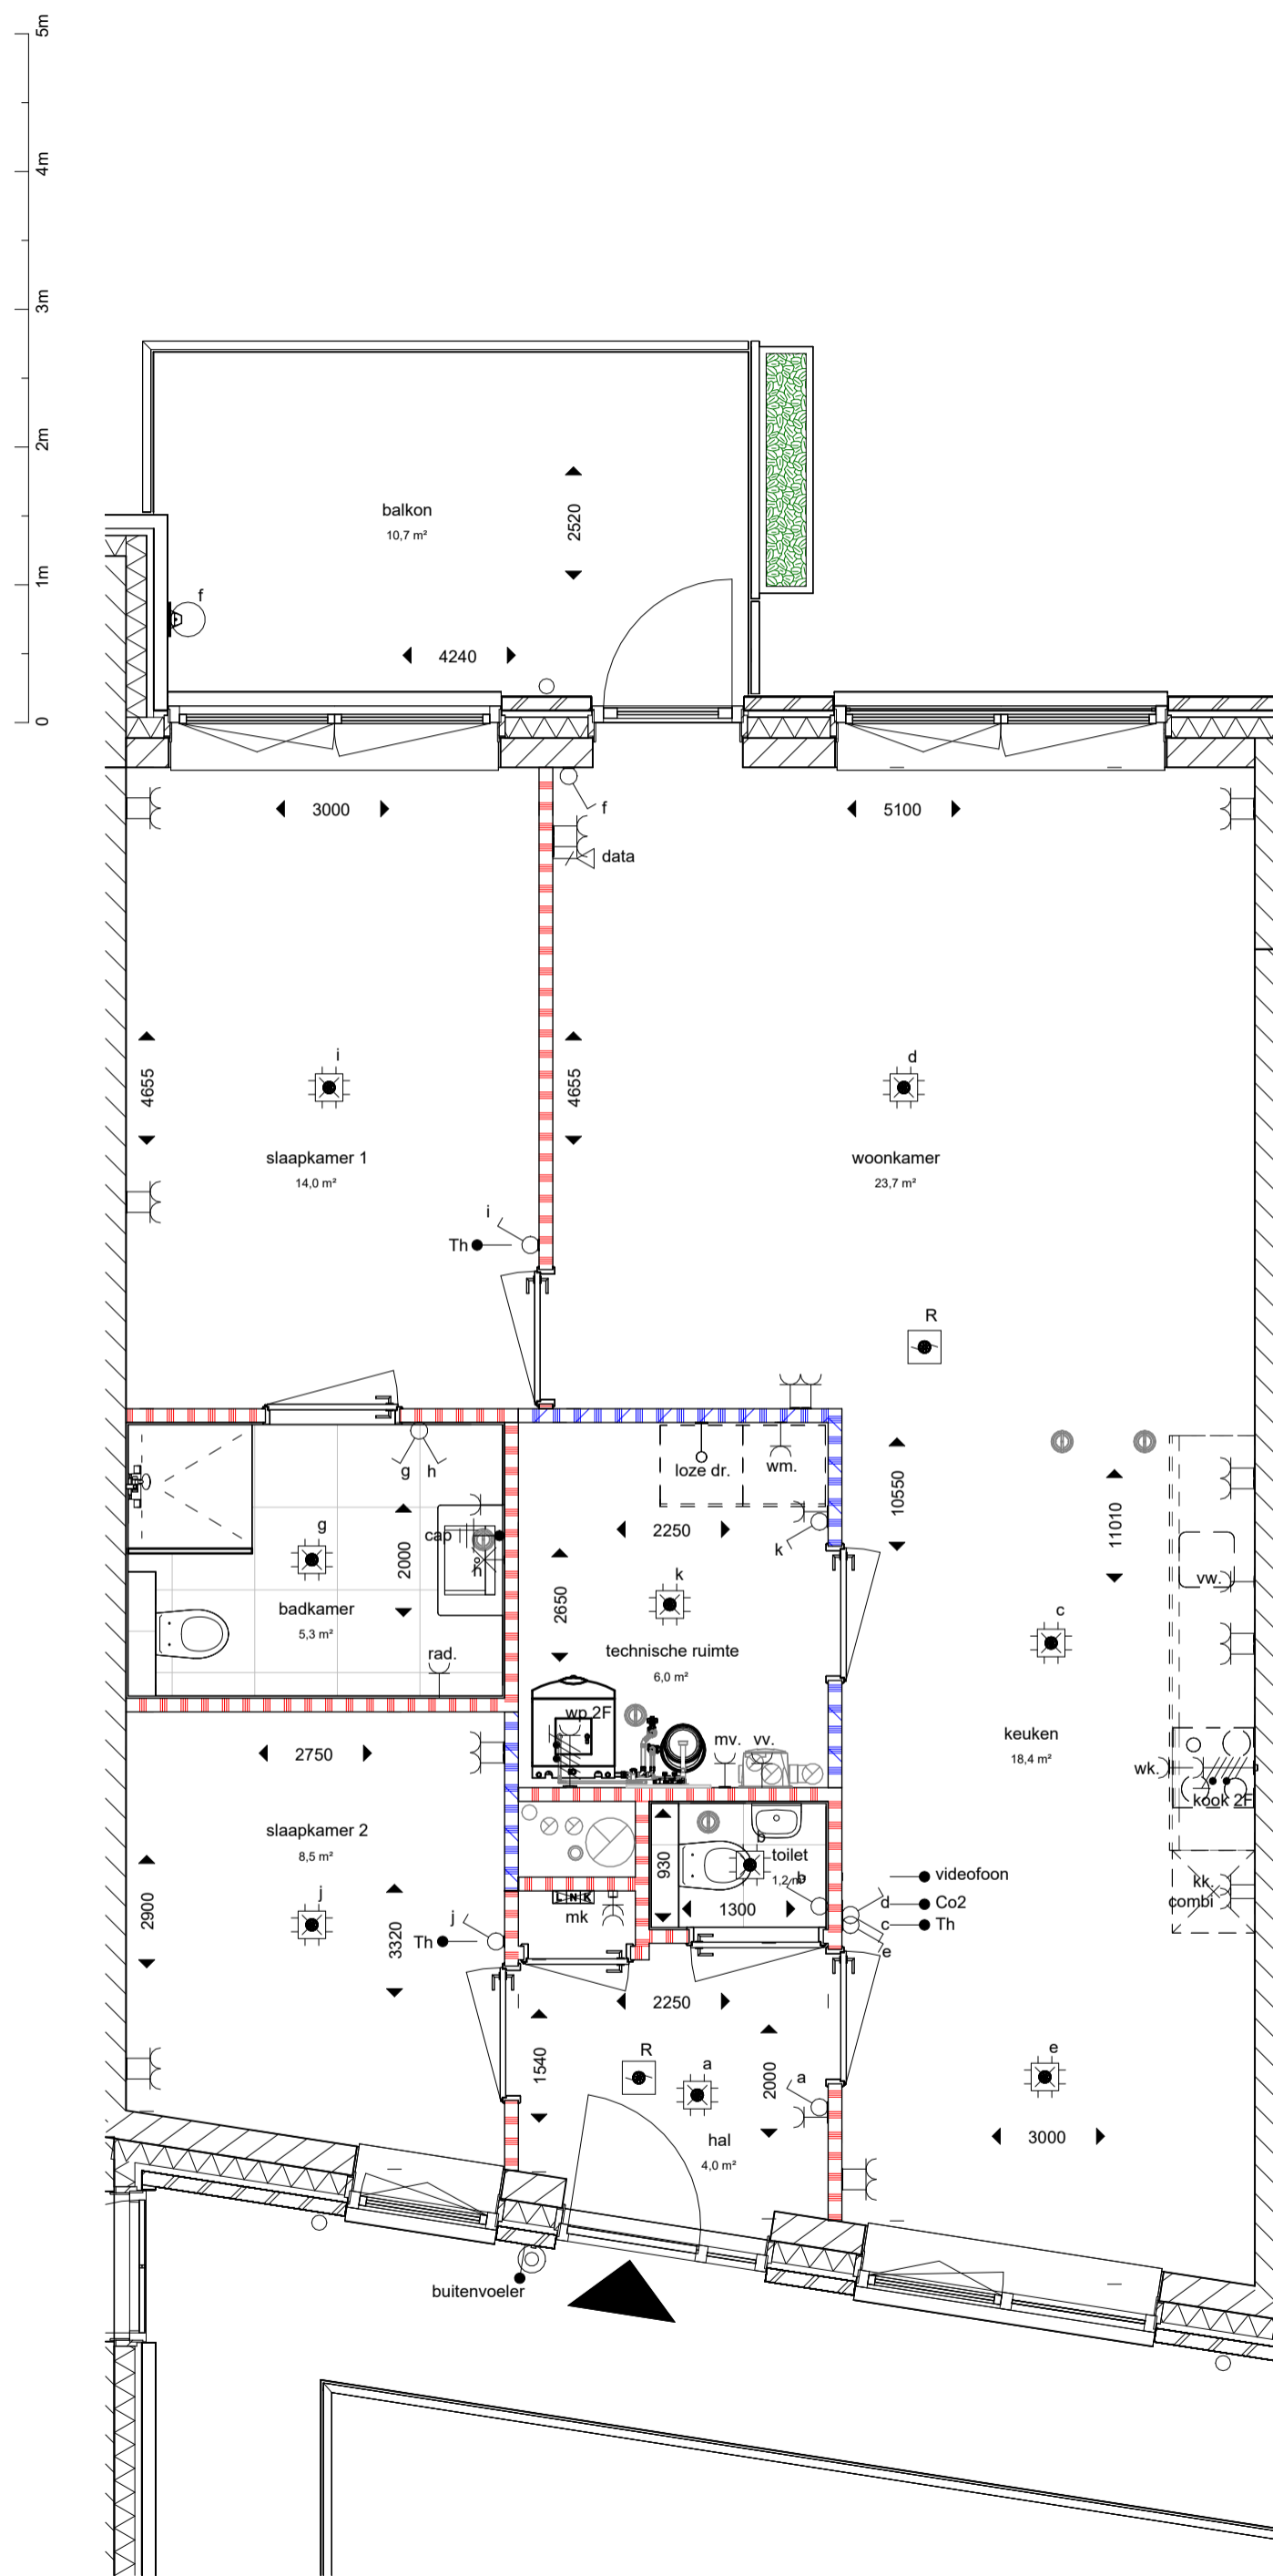 5m
4m
3m
2m
1m
0
balkon
10,7 m²
2520
f
4240
3000
5100
f
data
4655
i
4655
d
slaapkamer 1
14,0 m²
woonkamer
23,7 m²
i
Th
R
g h
loze dr.
wm.
10550
11010
cap
h
g
2000
2250
k
k
2650
vw.
badkamer
5,3 m²
c
technische ruimte
6,0 m²
rad.
wp 2F
mv.
vv.
keuken
18,4 m²
2750
wk.
kook 2F
slaapkamer 2
8,5 m²
930
b
toilet
1,2 m²
b
videofoon
j
2900
3320
L N K
mk
1300
d
Co2
c
Th
e
kk.
combi
j
Th
2250
1540
R
a
2000
a
e
hal
4,0 m²
3000
buitenvoeler